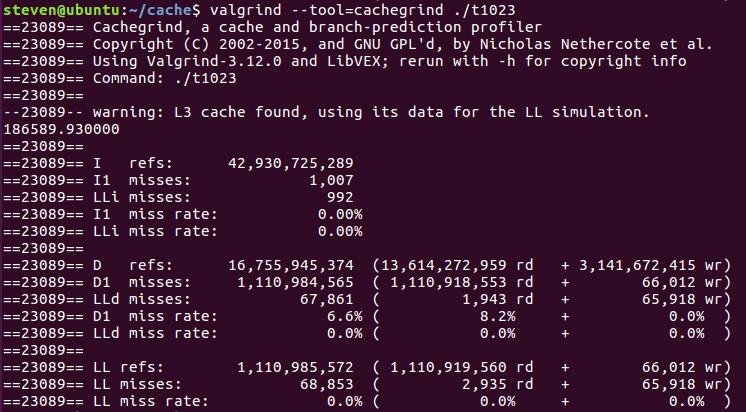 steven@ubuntu:~/cache$ valgrind --tool=cachegrind ./t1023
==23089== Cachegrind, a cache and branch-prediction profiler
==23089== Copyright (C) 2002-2015, and GNU GPL'd, by Nicholas Nethercote et al.
==23089== Using Valgrind-3.12.0 and LibVEX; rerun with -h for copyright info
==23089== Command: ./t1023
==23089==
--23089-- warning: L3 cache found, using its data for the LL simulation.
186589.930000
==23089==
==23089== I   refs:      42,930,725,289
==23089== I1  misses:             1,007
==23089== LLi misses:               992
==23089== I1  miss rate:           0.00%
==23089== LLi miss rate:           0.00%
==23089==
==23089== D   refs:      16,755,945,374  (13,614,272,959 rd   + 3,141,672,415 wr)
==23089== D1  misses:     1,110,984,565  ( 1,110,918,553 rd   +        66,012 wr)
==23089== LLd misses:            67,861  (         1,943 rd   +        65,918 wr)
==23089== D1  miss rate:            6.6% (           8.2%     +           0.0%  )
==23089== LLd miss rate:            0.0% (           0.0%     +           0.0%  )
==23089==
==23089== LL refs:        1,110,985,572  ( 1,110,919,560 rd   +        66,012 wr)
==23089== LL misses:             68,853  (         2,935 rd   +        65,918 wr)
==23089== LL miss rate:             0.0% (           0.0%     +           0.0%  )